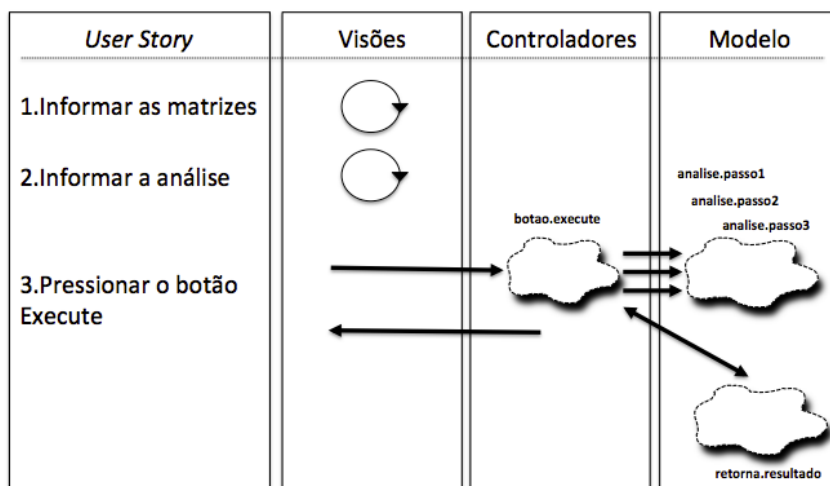 User Story
Visões
Controladores
Modelo
1.Informar as matrizes
2.Informar a análise
3.Pressionar o botão
Execute
botao.execute
analise.passo1
analise.passo2
analise.passo3
retorna.resultado